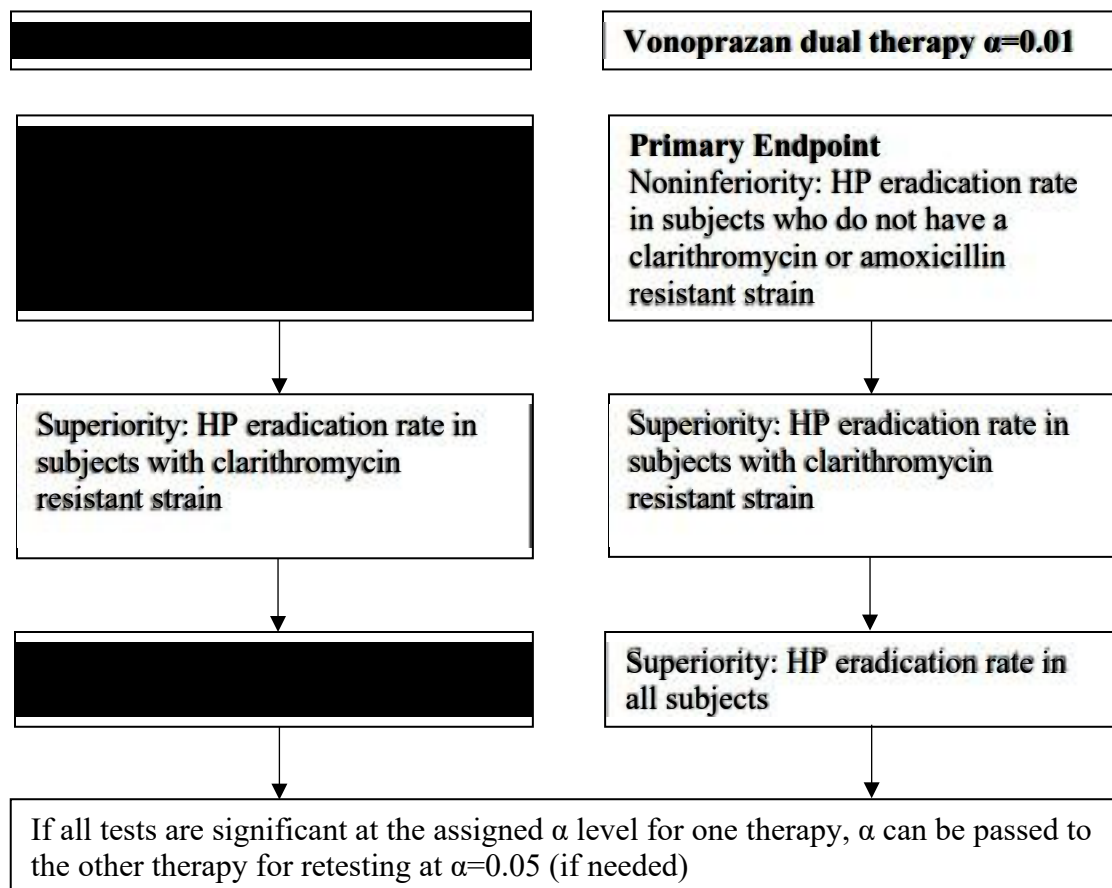 Vonoprazan dual therapy α=0.01
Primary Endpoint
Noninferiority: HP eradication rate
in subjects who do not have a
clarithromycin or amoxicillin
resistant strain
Superiority: HP eradication rate in
subjects with clarithromycin
resistant strain
Superiority: HP eradication rate in
subjects with clarithromycin
resistant strain
Superiority: HP eradication rate in
all subjects
If all tests are significant at the assigned α level for one therapy, α can be passed to
the other therapy for retesting at α=0.05 (if needed)